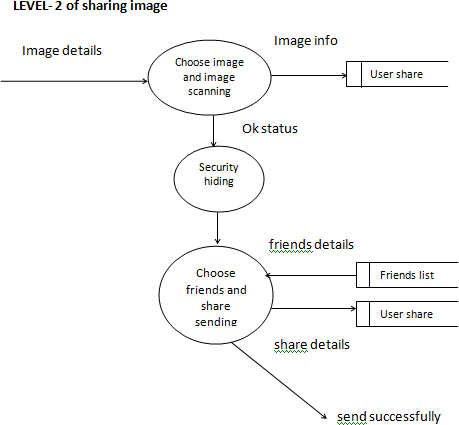 LEVEL- 2 of sharing image
Image details
Image info
Choose image
and image
scanning
User share
Ok status
Security
hiding
friends details
Choose
friends and
share
sending
Friends list
User share
share details
send successfully